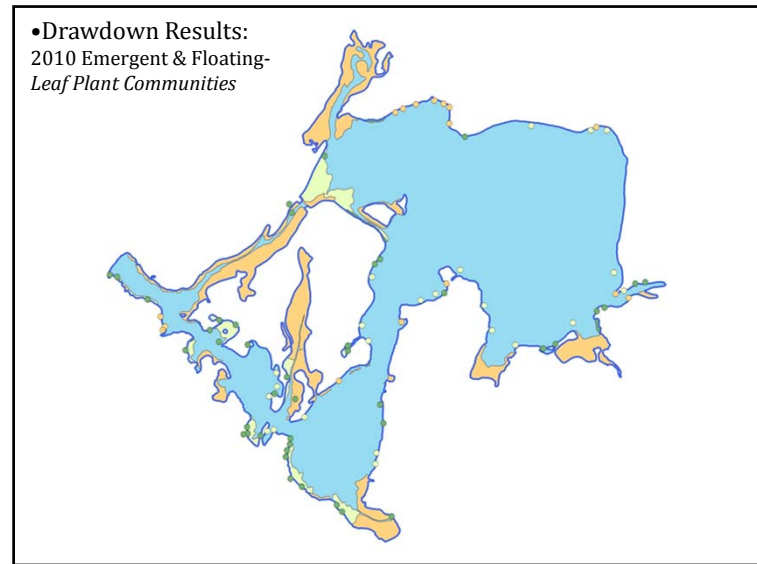 •Drawdown Results:
2010 Emergent & Floating-
Leaf Plant Communities